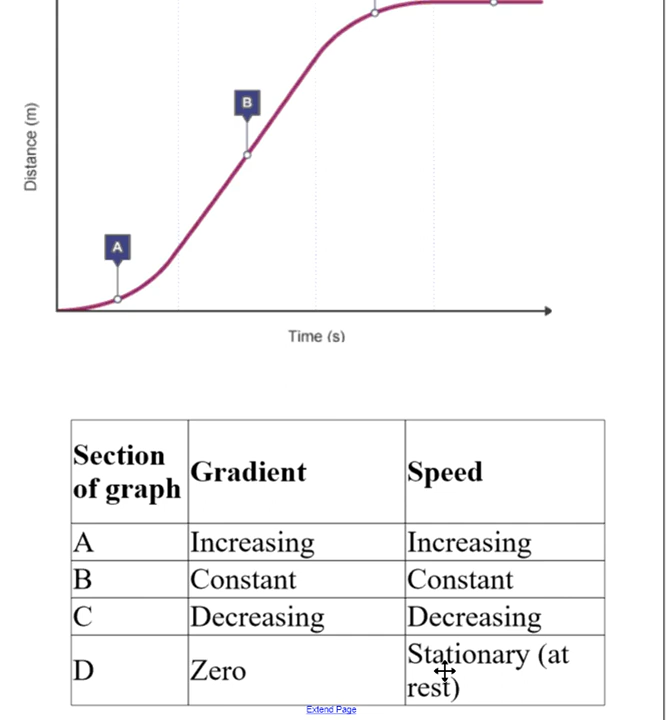 B
Distance (m)
A
Time (s)
Section
of graph
Gradient
Speed
A
Increasing
Increasing
B
Constant
Constant
C
Decreasing
Decreasing
D
Zero
Stationary (at
rest)
Extend Page